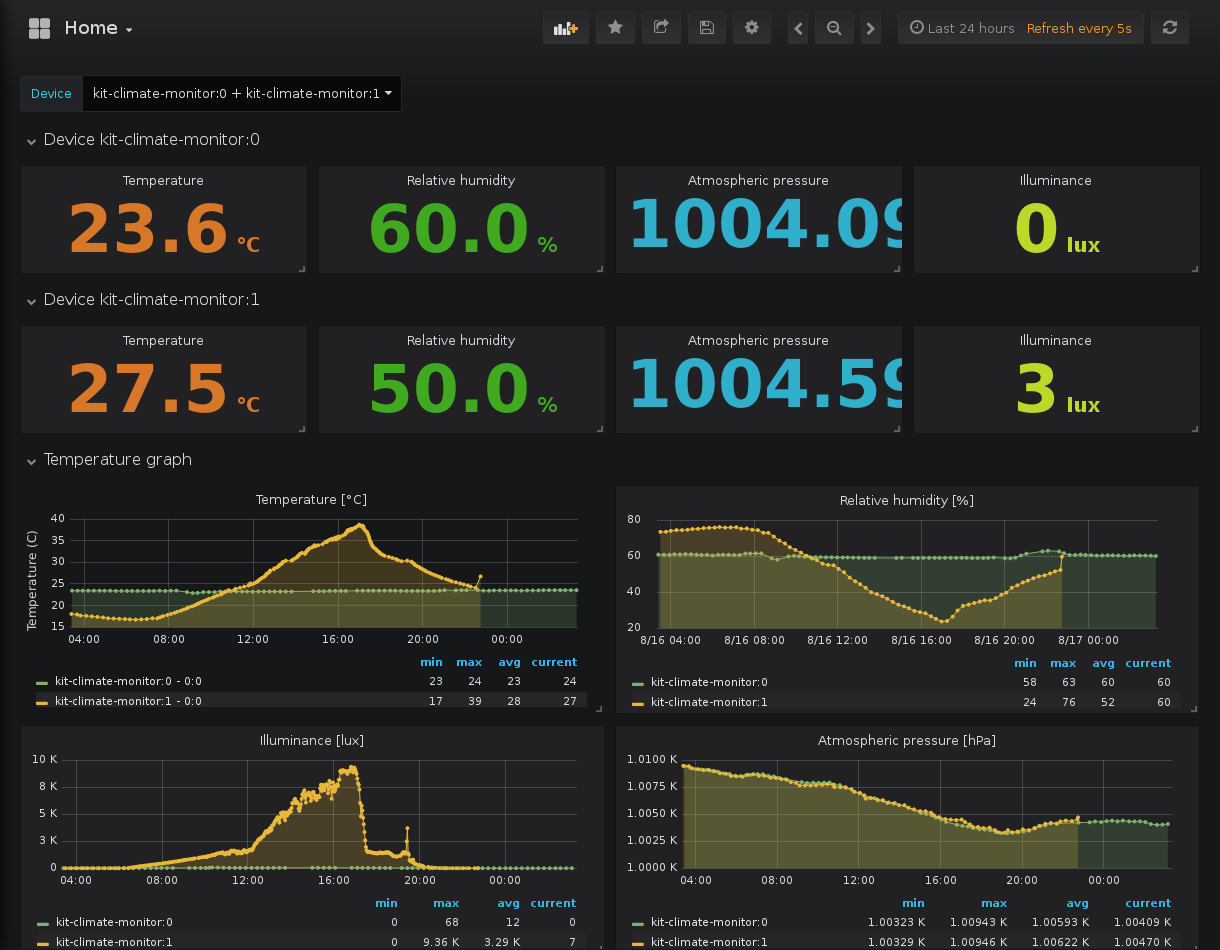 Home
Last 24 hours Refresh every 5s
Device kit-climate-monitor:0 + kit-climate-monitor:1
Device kit-climate-monitor:0
Temperature Relative humidity Atmospheric pressure Illuminance
23.6 °C 60.0 % 1004.09 0 lux
Device kit-climate-monitor:1
Temperature Relative humidity Atmospheric pressure Illuminance
27.5 °C 50.0 % 1004.59 3 lux
Temperature graph
Temperature [°C]
Temperature (C)
40
35
30
25
20
15
04:00 08:00 12:00 16:00 20:00 00:00
min max avg current
kit-climate-monitor:0 - 0:0 23 24 23 24
kit-climate-monitor:1 - 0:0 17 39 28 27
Relative humidity [%]
80
60
40
20
8/16 04:00 8/16 08:00 8/16 12:00 8/16 16:00 8/16 20:00 8/17 00:00
min max avg current
kit-climate-monitor:0 58 63 60 60
kit-climate-monitor:1 24 76 52 60
Illuminance [lux]
10 K
8 K
5 K
3 K
0
04:00 08:00 12:00 16:00 20:00 00:00
min max avg current
kit-climate-monitor:0 0 68 12 0
kit-climate-monitor:1 0 9.36 K 3.29 K 7
Atmospheric pressure [hPa]
1.0100 K
1.0075 K
1.0050 K
1.0025 K
1.0000 K
04:00 08:00 12:00 16:00 20:00 00:00
min max avg current
kit-climate-monitor:0 1.00323 K 1.00943 K 1.00593 K 1.00409 K
kit-climate-monitor:1 1.00329 K 1.00946 K 1.00622 K 1.00470 K